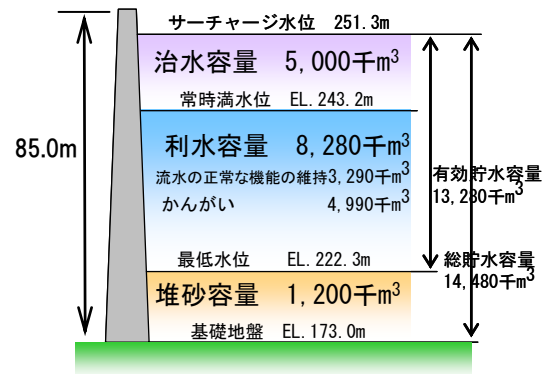 サーチャージ水位 251.3m
治水容量 5,000千m³
常時満水位 EL.243.2m
85.0m
利水容量 8,280千m³
流水の正常な機能の維持3,290千m³
かんがい 4,990千m³
有効貯水容量
13,280千m³
最低水位 EL.222.3m
総貯水容量
14,480千m³
堆砂容量 1,200千m³
基礎地盤 EL.173.0m